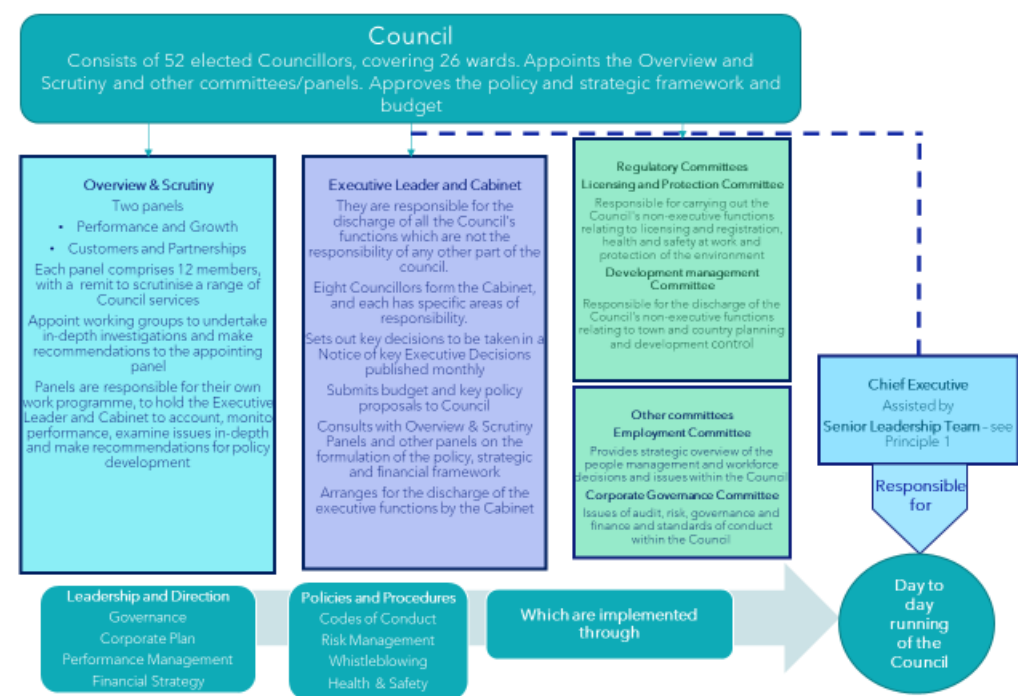 Council
Consists of 52 elected Councillors, covering 26 wards. Appoints the Overview and
Scrutiny and other committees/panels. Approves the policy and strategic framework and
budget
Overview & Scrutiny
Two panels
• Performance and Growth
• Customers and Partnerships
Each panel comprises 12 members,
with a remit to scrutinise a range of
Council services
Appoint working groups to undertake
in-depth investigations and make
recommendations to the appointing
panel
Panels are responsible for their own
work programme, to hold the Executive
Leader and Cabinet to account, monito
performance, examine issues in-depth
and make recommendations for policy
development
Executive Leader and Cabinet
They are responsible for the
discharge of all the Council's
functions which are not the
responsibility of any other part of the
council.
Eight Councillors form the Cabinet,
and each has specific areas of
responsibility.
Sets out key decisions to be taken in a
Notice of key Executive Decisions
published monthly
Submits budget and key policy
proposals to Council
Consults with Overview & Scrutiny
Panels and other panels on the
formulation of the policy, strategic
and financial framework
Arranges for the discharge of the
executive functions by the Cabinet
Regulatory Committees
Licensing and Protection Committee
Responsible for carrying out the
Council's non-executive functions
relating to licensing and registration,
health and safety at work and
protection of the environment
Development management
Committee
Responsible for the discharge of the
Council's non-executive functions
relating to town and country planning
and development control
Other committees
Employment Committee
Provides strategic overview of the
people management and workforce
decisions and issues within the Council
Corporate Governance Committee
Issues of audit, risk, governance and
finance and standards of conduct
within the Council
Chief Executive
Assisted by
Senior Leadership Team – see
Principle 1
Responsible
for
Day to
day
running
of the
Council
Leadership and Direction
Governance
Corporate Plan
Performance Management
Financial Strategy
Policies and Procedures
Codes of Conduct
Risk Management
Whistleblowing
Health & Safety
Which are implemented
through